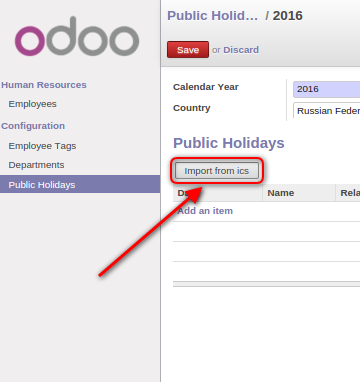 odoo
Human Resources
Employees
Configuration
Employee Tags
Departments
Public Holidays
Public Holid... / 2016
Save or Discard
Calendar Year 2016
Country Russian Feder
Public Holidays
Import from ics
Name Rela
Add an item